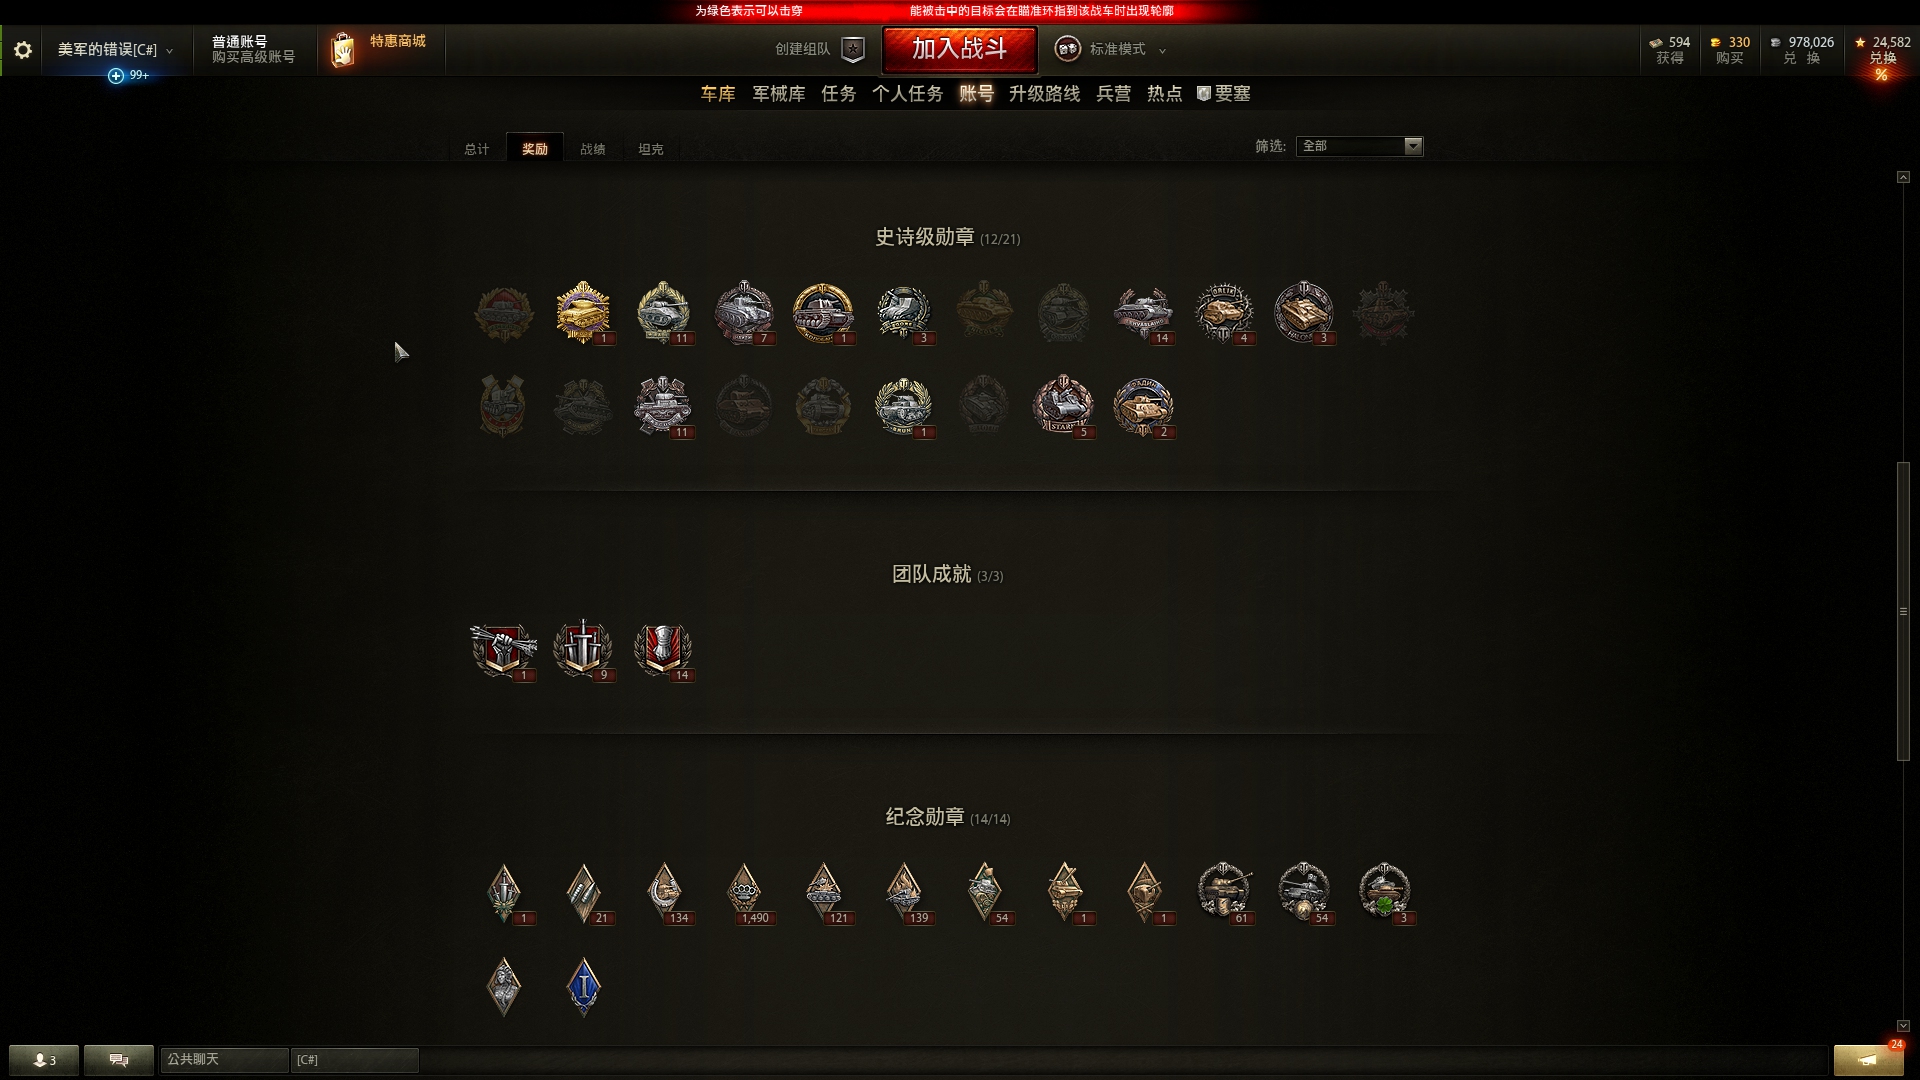 为绿色表示可以击穿 能被击中的目标会在瞄准环指到该战车时出现轮廓
美军的错误[C#]
99+
普通账号
购买高级账号
特惠商城
创建组队
加入战斗
标准模式
594
获得
330
购买
978,026
兑 换
24,582
兑换
%
车库 军械库 任务 个人任务 账号 升级路线 兵营 热点 要塞
总计 奖励 战绩 坦克
筛选: 全部
史诗级勋章 (12/21)
1 11 7 1 3 14 4 3
11 1 5 2
团队成就 (3/3)
1 9 14
纪念勋章 (14/14)
1 21 134 1,490 121 139 54 1 1 61 54 3
I
3
公共聊天
[C#]
24